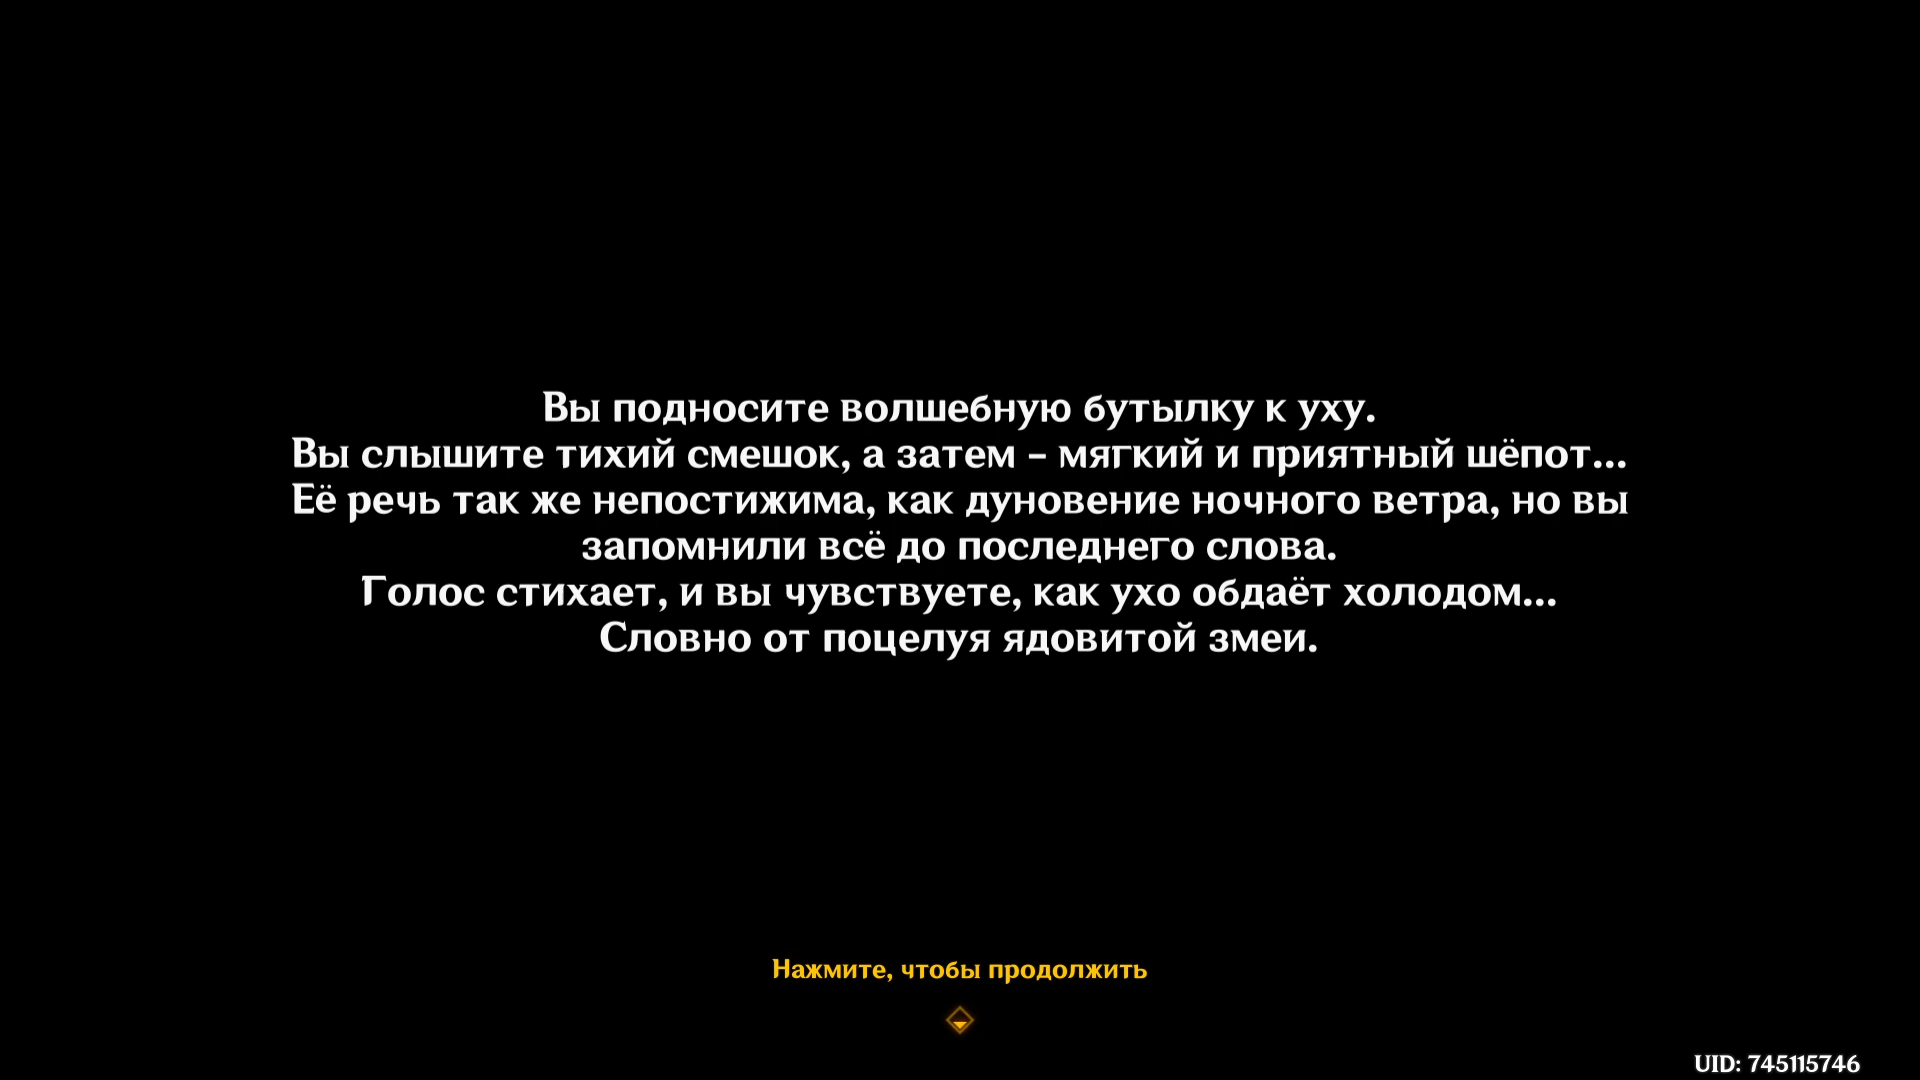 Вы подносите волшебную бутылку к уху.
Вы слышите тихий смешок, а затем – мягкий и приятный шёпот...
Её речь так же непостижима, как дуновение ночного ветра, но вы
запомнили всё до последнего слова.
Голос стихает, и вы чувствуете, как ухо обдаёт холодом...
Словно от поцелуя ядовитой змеи.
Нажмите, чтобы продолжить
UID: 745115746